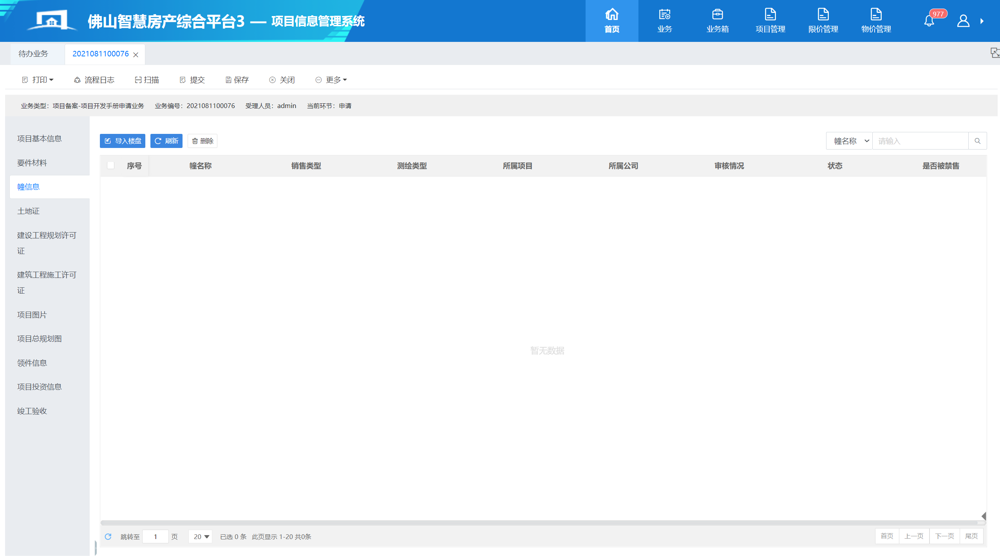 佛山智慧房产综合平台3 — 项目信息管理系统
首页
业务
业务箱
项目管理
限价管理
物价管理
977
待办业务
2021081100076
打印
流程日志
扫描
提交
保存
关闭
更多
业务类型：项目备案-项目开发手册申请业务 业务编号：2021081100076 受理人员：admin 当前环节：申请
项目基本信息
要件材料
幢信息
土地证
建设工程规划许可
证
建筑工程施工许可
证
项目图片
项目总规划图
领件信息
项目投资信息
竣工验收
导入楼盘
刷新
删除
幢名称
请输入
序号 幢名称 销售类型 测绘类型 所属项目 所属公司 审核情况 状态 是否被禁售
暂无数据
跳转至 1 页 20 已选 0 条 此页显示 1-20 共0条
首页 上一页 下一页 尾页